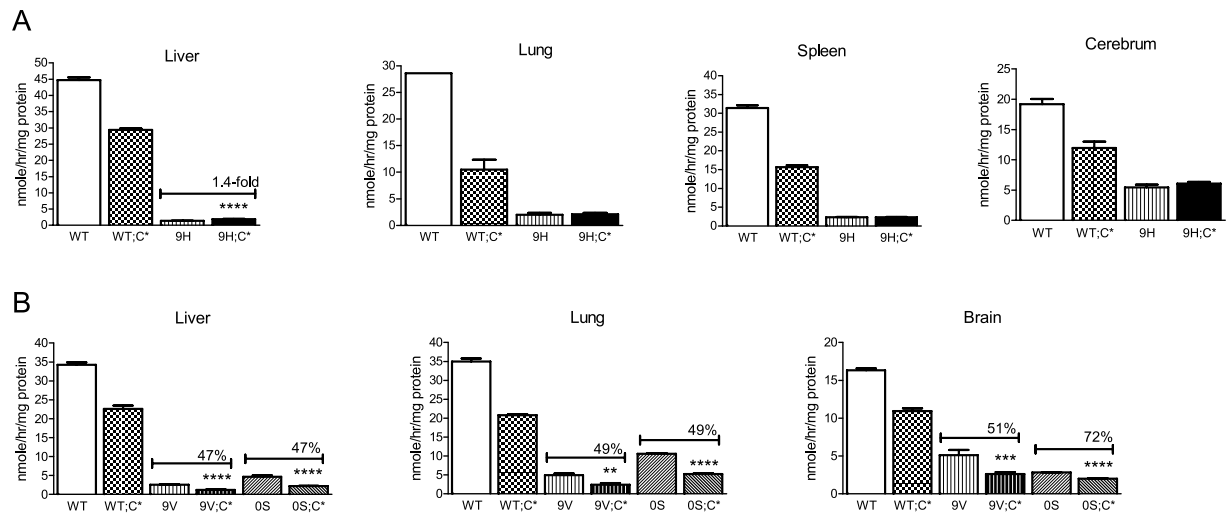 A
Liver
nmole/hr/mg protein
50
45
40
35
30
25
20
15
10
5
0
1.4-fold
****
WT WT;C* 9H 9H;C*
Lung
nmole/hr/mg protein
30
25
20
15
10
5
0
WT WT;C* 9H 9H;C*
Spleen
nmole/hr/mg protein
40
35
30
25
20
15
10
5
0
WT WT;C* 9H 9H;C*
Cerebrum
nmole/hr/mg protein
25
20
15
10
5
0
WT WT;C* 9H 9H;C*
B
Liver
nmole/hr/mg protein
40
35
30
25
20
15
10
5
0
47%
****
47%
****
WT WT;C* 9V 9V;C* 0S 0S;C*
Lung
nmole/hr/mg protein
40
35
30
25
20
15
10
5
0
49%
**
49%
****
WT WT;C* 9V 9V;C* 0S 0S;C*
Brain
nmole/hr/mg protein
20
15
10
5
0
51%
***
72%
****
WT WT;C* 9V 9V;C* 0S 0S;C*